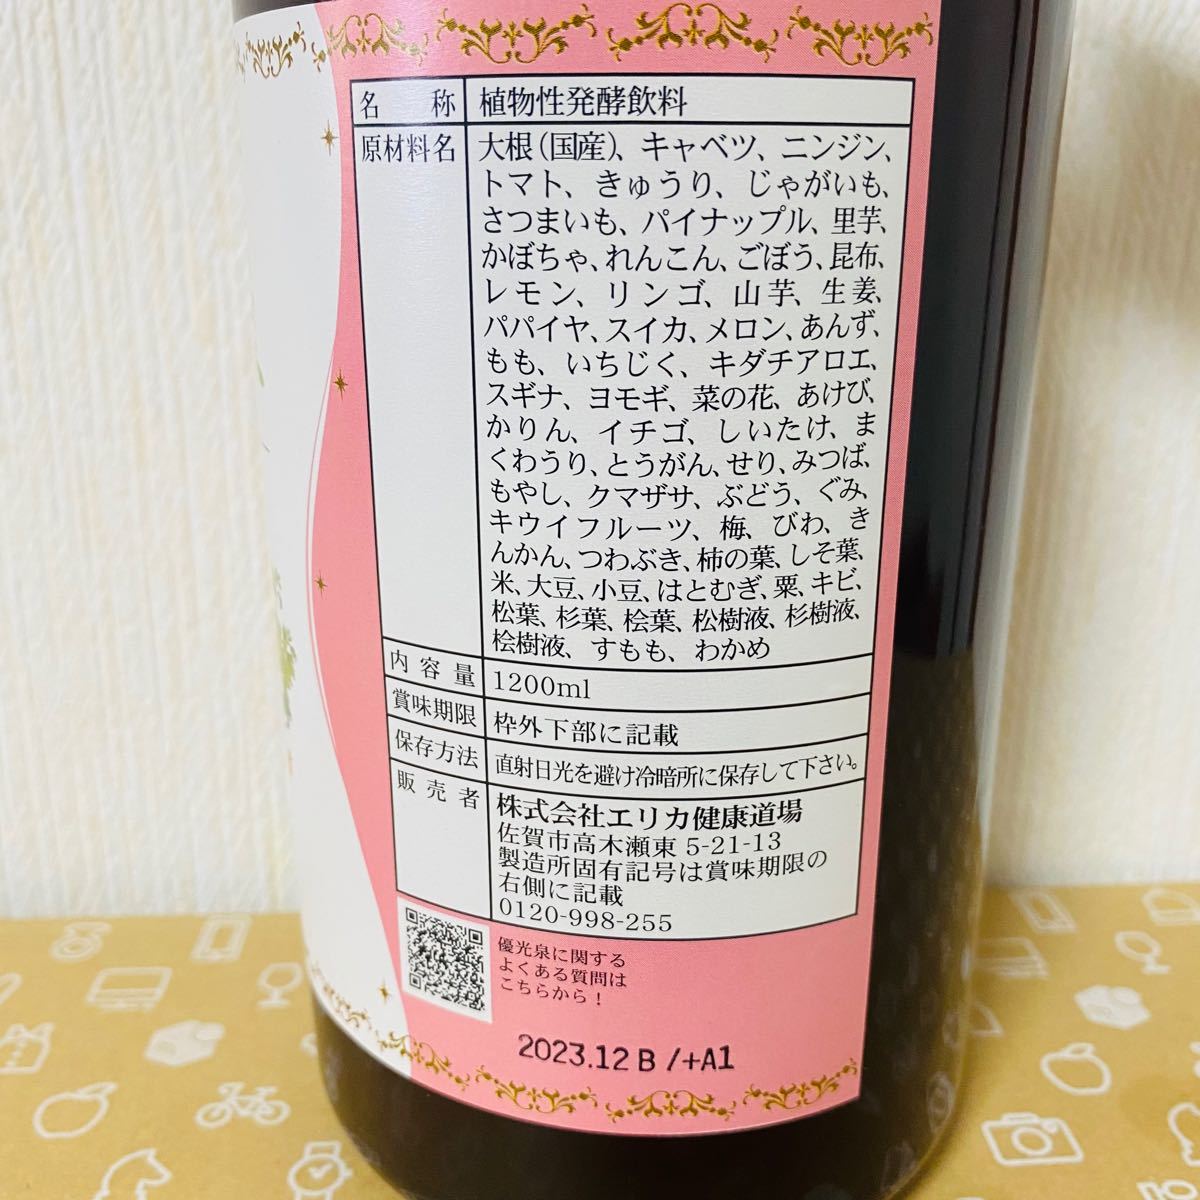 名称 植物性発酵飲料
原材料名 大根(国産)、キャベツ、ニンジン、
トマト、きゅうり、じゃがいも、
さつまいも、パイナップル、里芋、
かぼちゃ、れんこん、ごぼう、昆布、
レモン、リンゴ、山芋、生姜、
パパイヤ、スイカ、メロン、あんず、
もも、いちじく、キダチアロエ、
スギナ、ヨモギ、菜の花、あけび、
かりん、イチゴ、しいたけ、ま
くわうり、とうがん、せり、みつば、
もやし、クマザサ、ぶどう、ぐみ、
キウイフルーツ、梅、びわ、き
んかん、つわぶき、柿の葉、しそ葉、
米、大豆、小豆、はとむぎ、粟、キビ、
松葉、杉葉、桧葉、松樹液、杉樹液、
桧樹液、すもも、わかめ
内容量 1200ml
賞味期限 枠外下部に記載
保存方法 直射日光を避け冷暗所に保存して下さい。
販売者 株式会社エリカ健康道場
佐賀市高木瀬東 5-21-13
製造所固有記号は賞味期限の
右側に記載
0120-998-255
優光泉に関する
よくある質問は
こちらから！
2023.12 B /+A1